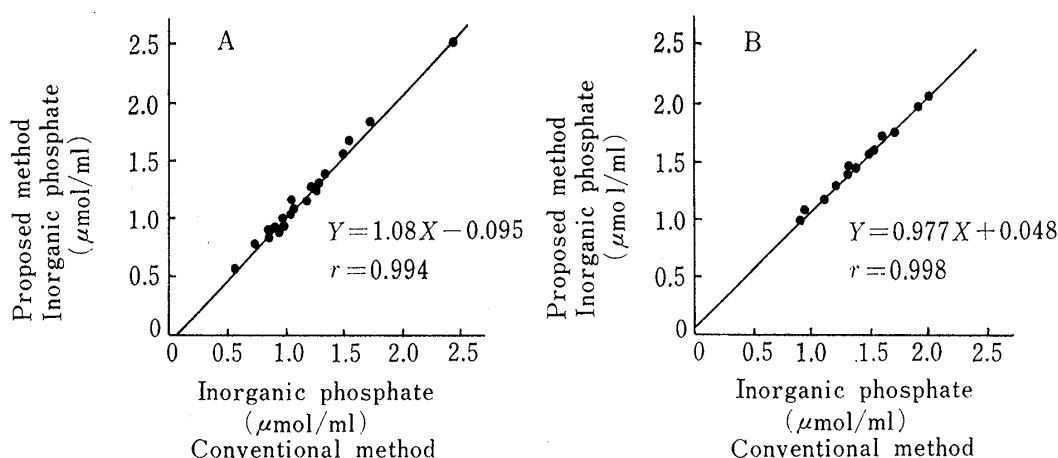 A
Proposed method
Inorganic phosphate
(μmol/ml)
2.5
2.0
1.5
1.0
0.5
0
Y=1.08X−0.095
r=0.994
0 0.5 1.0 1.5 2.0 2.5
Inorganic phosphate
(μmol/ml)
Conventional method
B
Proposed method
Inorganic phosphate
(μmol/ml)
2.5
2.0
1.5
1.0
0.5
0
Y=0.977X+0.048
r=0.998
0 0.5 1.0 1.5 2.0 2.5
Inorganic phosphate
(μmol/ml)
Conventional method